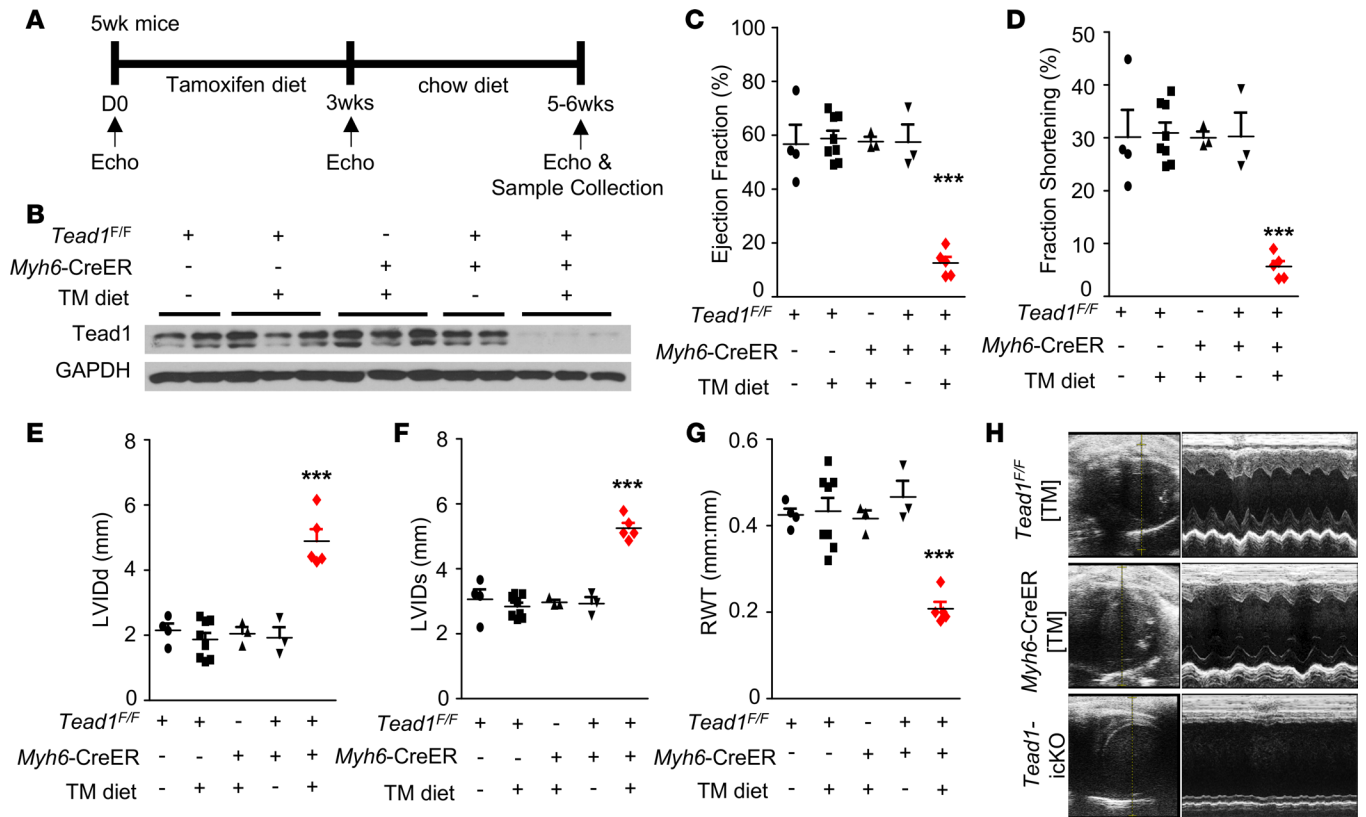 A
5wk mice
Tamoxifen diet
chow diet
D0
3wks
5-6wks
Echo
Echo
Echo &
Sample Collection
B
Tead1F/F + + - + +
Myh6-CreER - - + + +
TM diet - + + - +
Tead1
GAPDH
C
Ejection Fraction (%)
100
80
60
40
20
0
***
Tead1F/F + + - + +
Myh6-CreER - - + + +
TM diet - + + - +
D
Fraction Shortening (%)
50
40
30
20
10
0
***
Tead1F/F + + - + +
Myh6-CreER - - + + +
TM diet - + + - +
E
LVIDd (mm)
8
6
4
2
0
***
Tead1F/F + + - + +
Myh6-CreER - - + + +
TM diet - + + - +
F
LVIDs (mm)
8
6
4
2
0
***
Tead1F/F + + - + +
Myh6-CreER - - + + +
TM diet - + + - +
G
RWT (mm:mm)
0.6
0.4
0.2
0
***
Tead1F/F + + - + +
Myh6-CreER - - + + +
TM diet - + + - +
H
Tead1F/F
[TM]
Myh6-CreER
[TM]
Tead1-
icKO